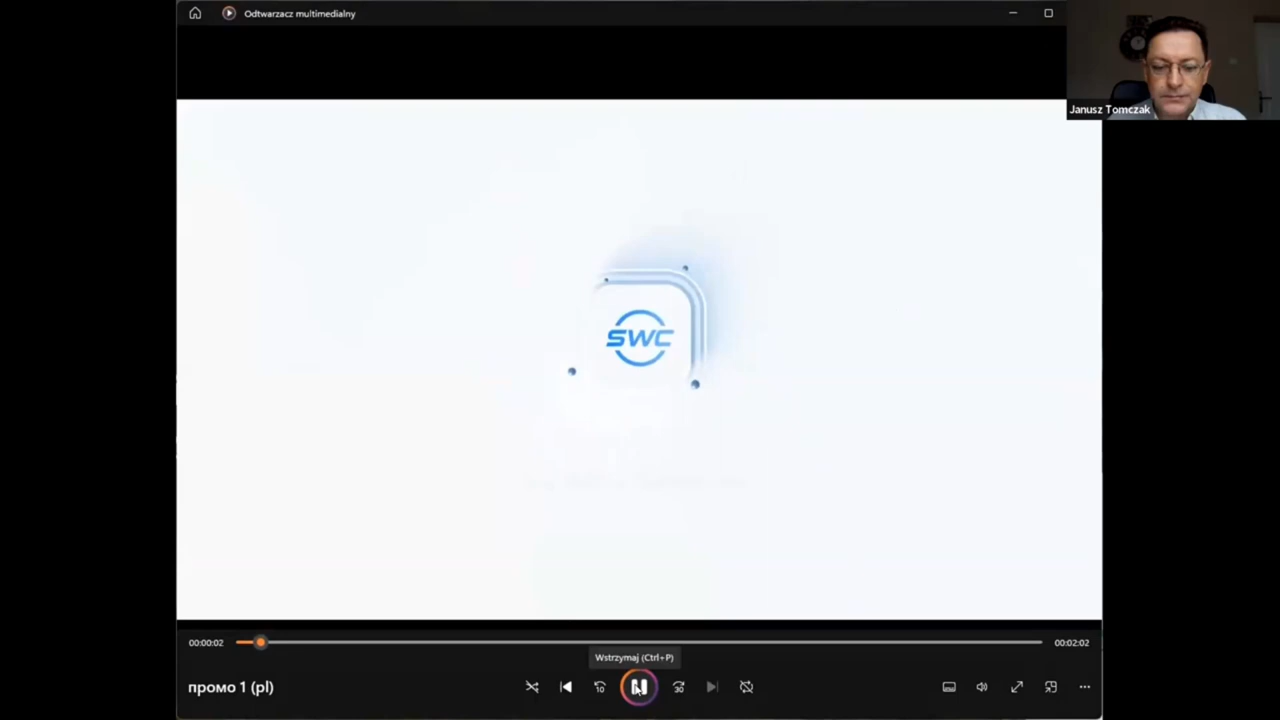 Odtwarzacz multimedialny
Janusz Tomczak
SWC
00:00:02
00:02:02
Wstrzymaj (Ctrl+P)
промо 1 (pl)
10
30